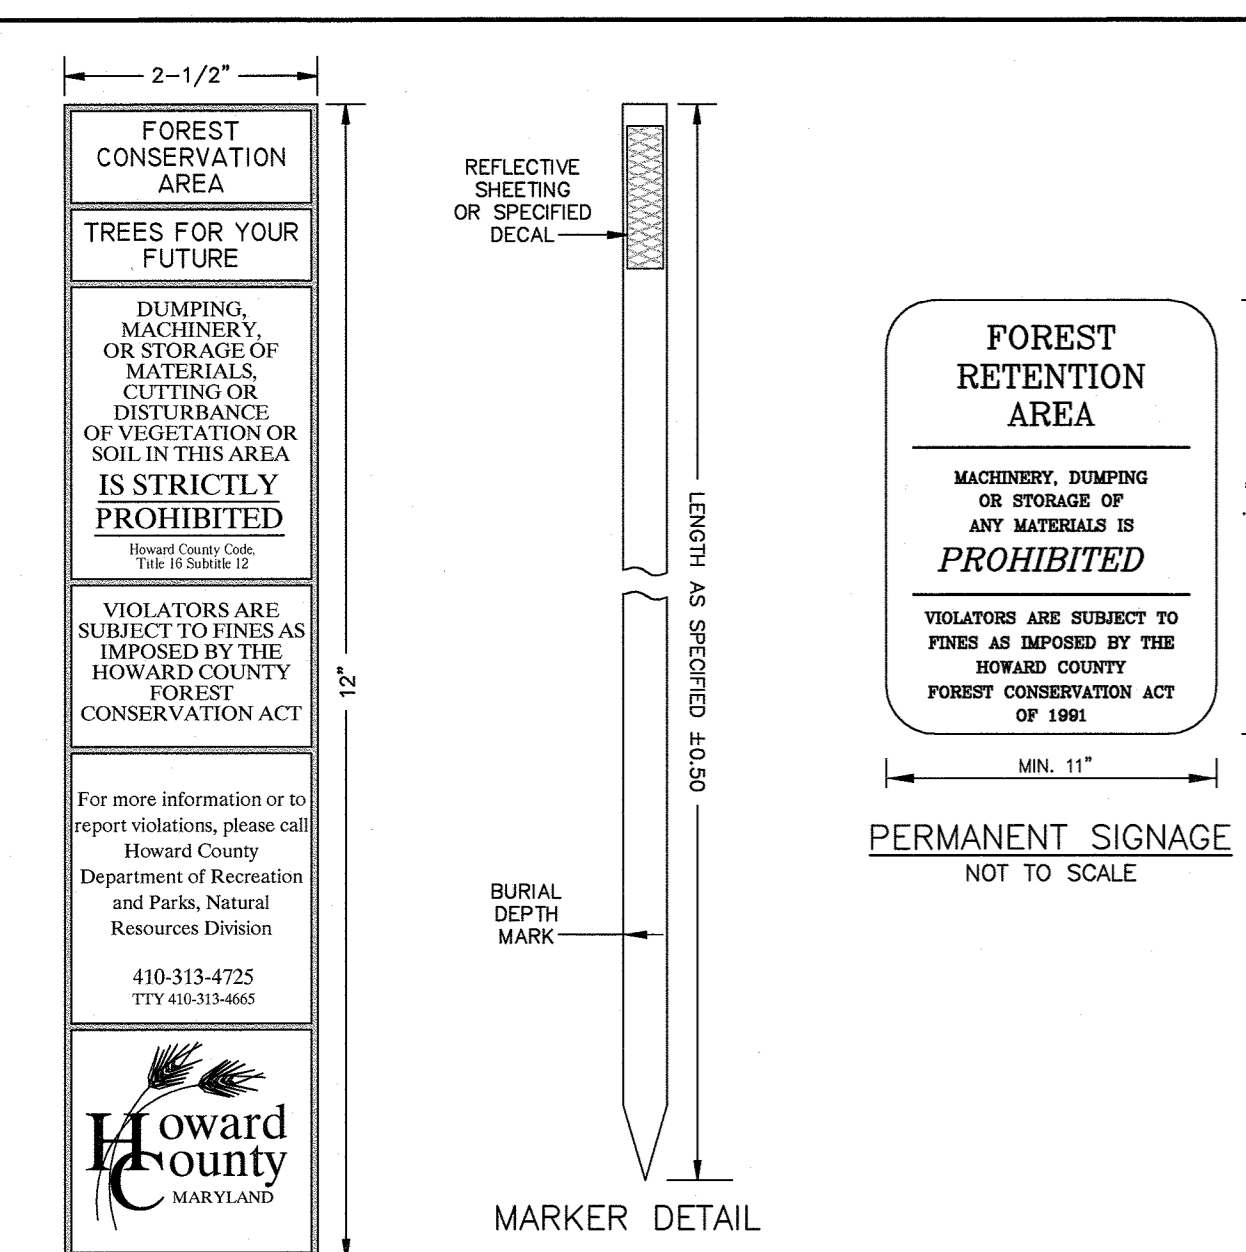 2-1/2"
FOREST
CONSERVATION
AREA
TREES FOR YOUR
FUTURE
DUMPING,
MACHINERY,
OR STORAGE OF
MATERIALS,
CUTTING OR
DISTURBANCE
OF VEGETATION OR
SOIL IN THIS AREA
IS STRICTLY
PROHIBITED
Howard County Code,
Title 16 Subtitle 12
VIOLATORS ARE
SUBJECT TO FINES AS
IMPOSED BY THE
HOWARD COUNTY
FOREST
CONSERVATION ACT
For more information or to
report violations, please call
Howard County
Department of Recreation
and Parks, Natural
Resources Division
410-313-4725
TTY 410-313-4665
Howard
County
MARYLAND
12"
REFLECTIVE
SHEETING
OR SPECIFIED
DECAL
LENGTH AS SPECIFIED ±0.50
BURIAL
DEPTH
MARK
MARKER DETAIL
FOREST
RETENTION
AREA
MACHINERY, DUMPING
OR STORAGE OF
ANY MATERIALS IS
PROHIBITED
VIOLATORS ARE SUBJECT TO
FINES AS IMPOSED BY THE
HOWARD COUNTY
FOREST CONSERVATION ACT
OF 1991
MIN. 11"
PERMANENT SIGNAGE
NOT TO SCALE